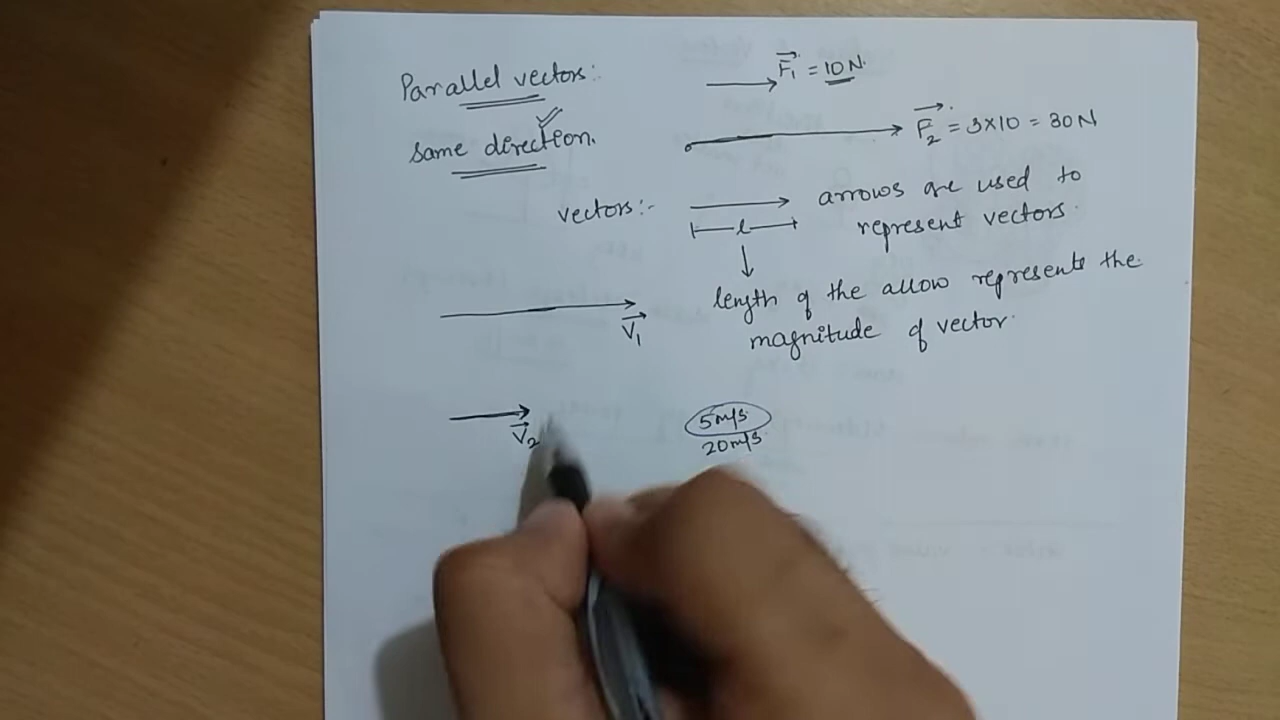 Parallel vectors:
same direction.
F₁ = 10 N.
F₂ = 3×10 = 30N
vectors:-
l
arrows are used to
represent vectors.
length of the allow represents the
magnitude of vector.
V₁
V₂
5m/s.
20m/s.